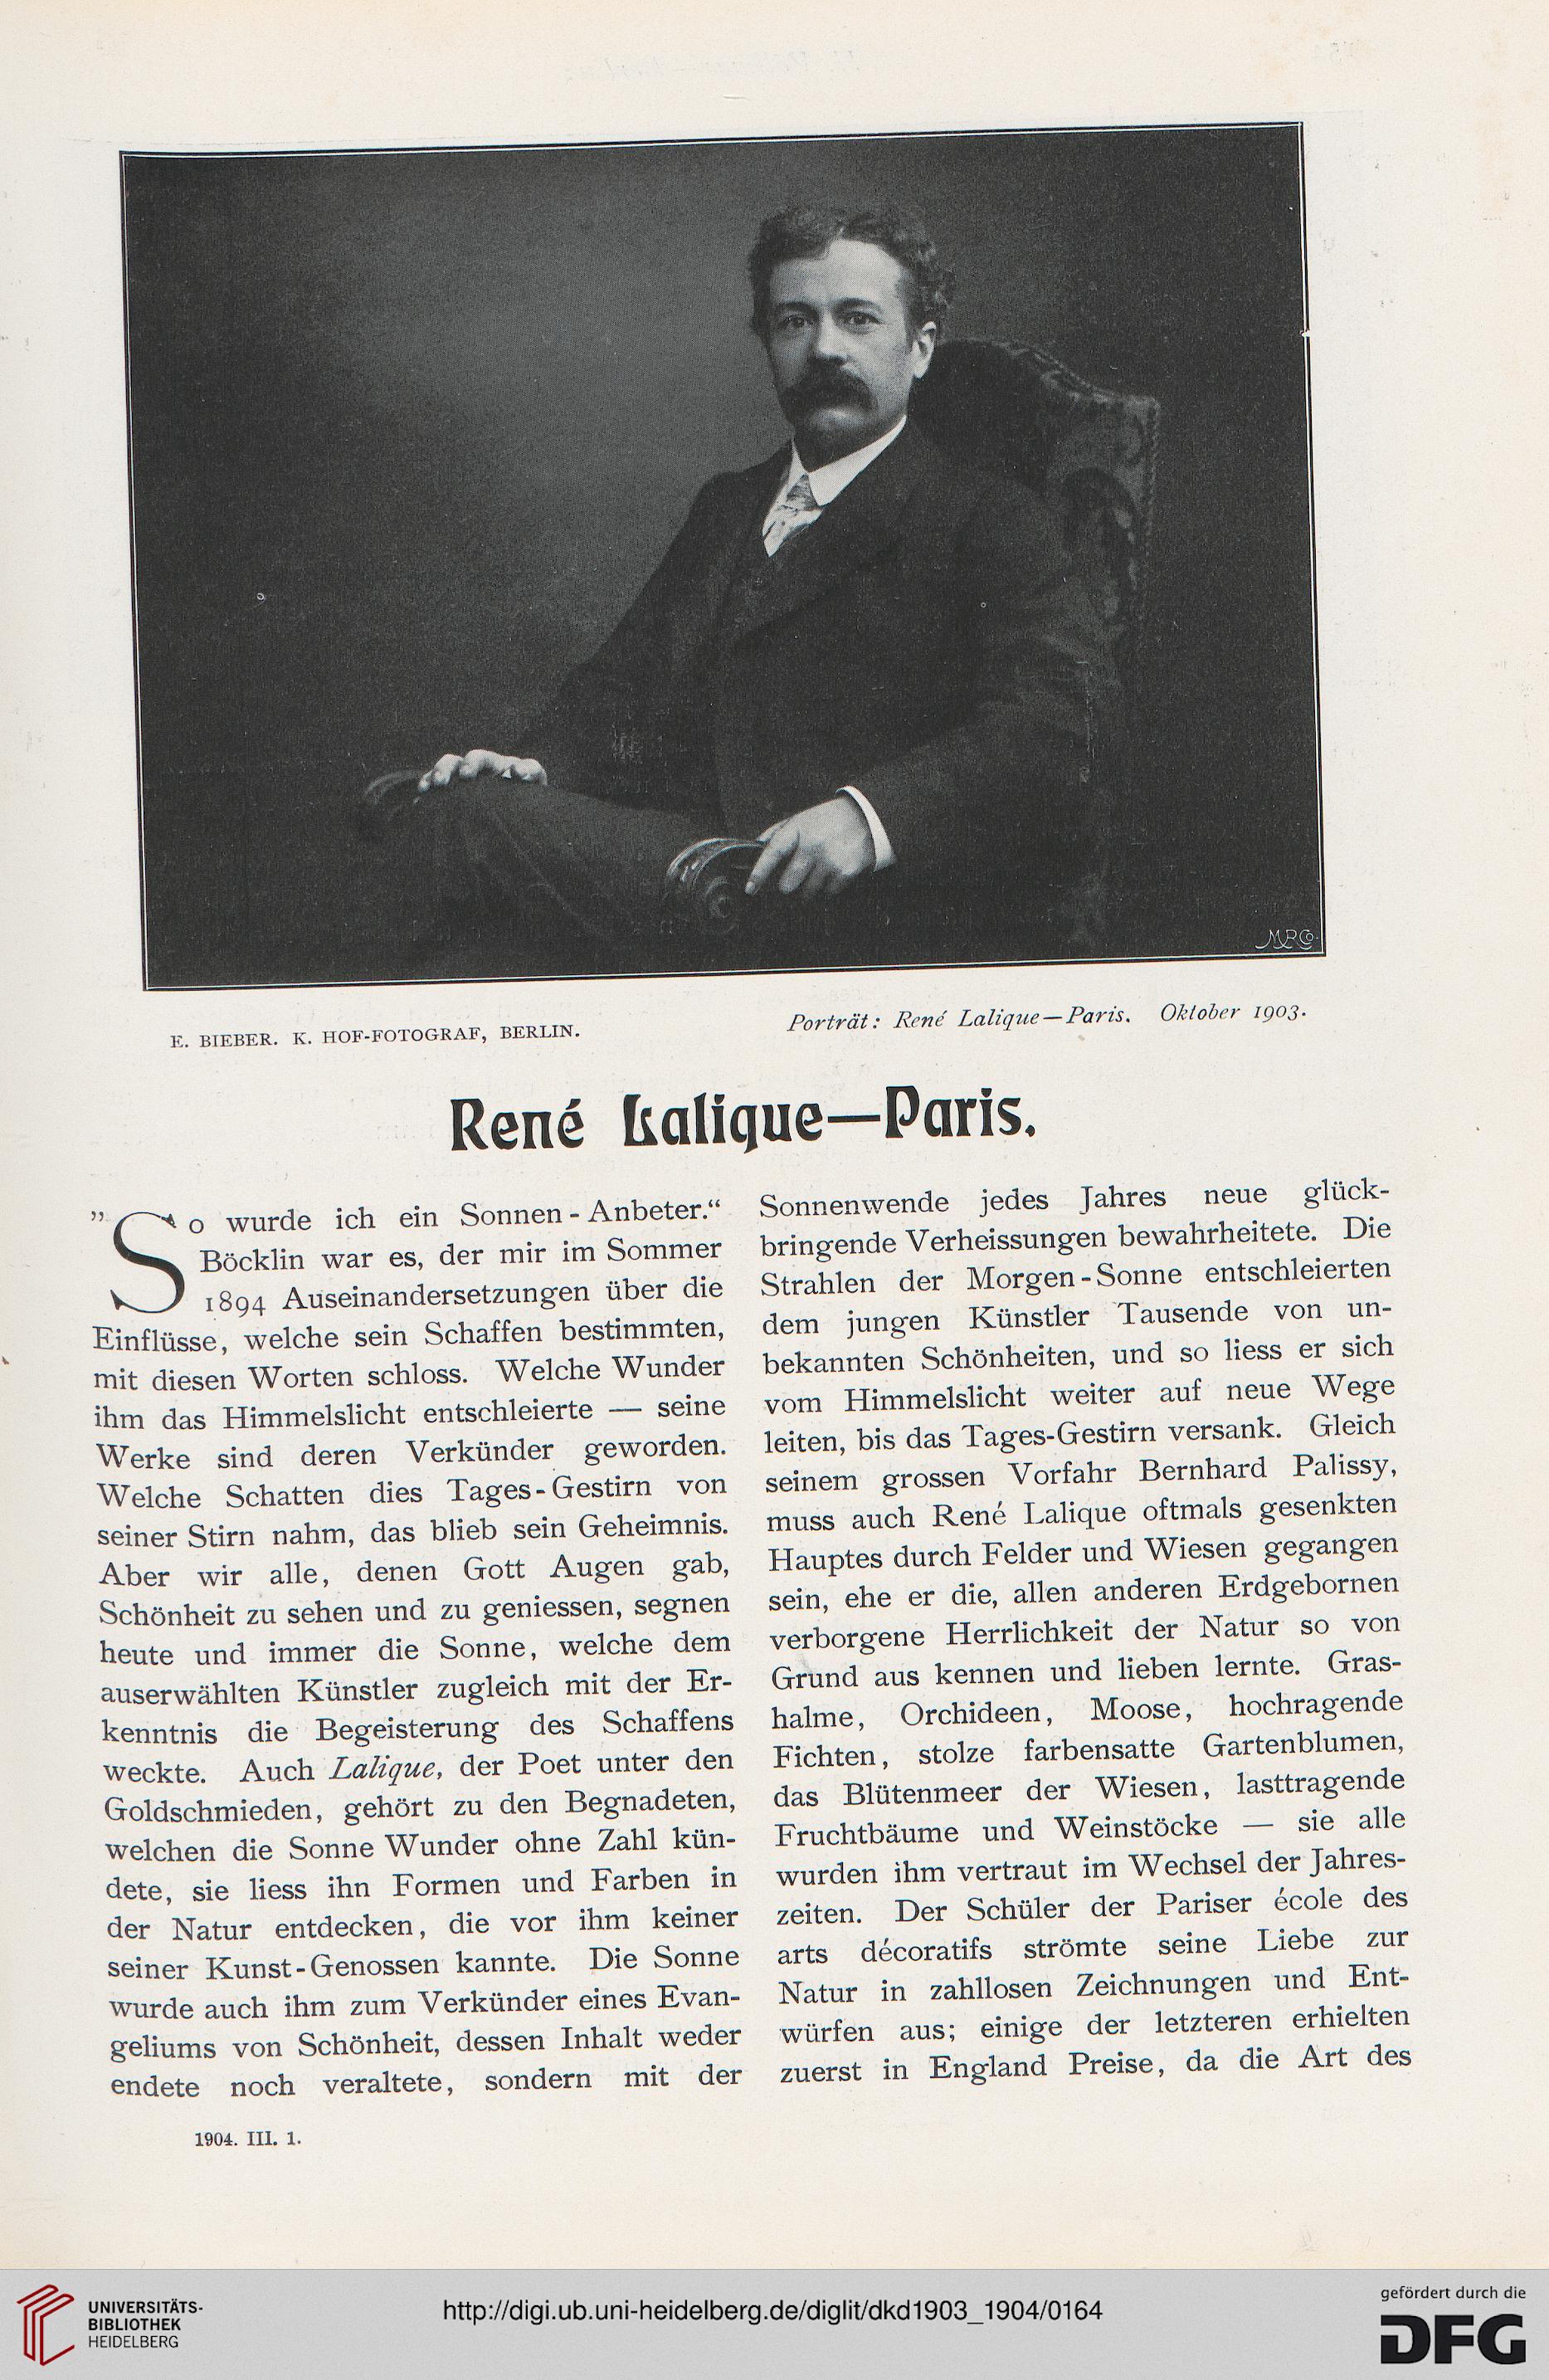 MRCo.
E. BIEBER. K. HOF-FOTOGRAF, BERLIN.
Porträt: René Lalique—Paris. Oktober 1903.
René Lalique—Paris.
„So wurde ich ein Sonnen-Anbeter.“
Böcklin war es, der mir im Sommer
1894 Auseinandersetzungen über die
Einflüsse, welche sein Schaffen bestimmten,
mit diesen Worten schloss. Welche Wunder
ihm das Himmelslicht entschleierte — seine
Werke sind deren Verkünder geworden.
Welche Schatten dies Tages-Gestirn von
seiner Stirn nahm, das blieb sein Geheimnis.
Aber wir alle, denen Gott Augen gab,
Schönheit zu sehen und zu geniessen, segnen
heute und immer die Sonne, welche dem
auserwählten Künstler zugleich mit der Er-
kenntnis die Begeisterung des Schaffens
weckte. Auch Lalique, der Poet unter den
Goldschmieden, gehört zu den Begnadeten,
welchen die Sonne Wunder ohne Zahl kün-
dete, sie liess ihn Formen und Farben in
der Natur entdecken, die vor ihm keiner
seiner Kunst-Genossen kannte. Die Sonne
wurde auch ihm zum Verkünder eines Evan-
geliums von Schönheit, dessen Inhalt weder
endete noch veraltete, sondern mit der
Sonnenwende jedes Jahres neue glück-
bringende Verheissungen bewahrheitete. Die
Strahlen der Morgen-Sonne entschleierten
dem jungen Künstler Tausende von un-
bekannten Schönheiten, und so liess er sich
vom Himmelslicht weiter auf neue Wege
leiten, bis das Tages-Gestirn versank. Gleich
seinem grossen Vorfahr Bernhard Palissy,
muss auch René Lalique oftmals gesenkten
Hauptes durch Felder und Wiesen gegangen
sein, ehe er die, allen anderen Erdgebornen
verborgene Herrlichkeit der Natur so von
Grund aus kennen und lieben lernte. Gras-
halme, Orchideen, Moose, hochragende
Fichten, stolze farbensatte Gartenblumen,
das Blütenmeer der Wiesen, lasttragende
Fruchtbäume und Weinstöcke — sie alle
wurden ihm vertraut im Wechsel der Jahres-
zeiten. Der Schüler der Pariser école des
arts décoratifs strömte seine Liebe zur
Natur in zahllosen Zeichnungen und Ent-
würfen aus; einige der letzteren erhielten
zuerst in England Preise, da die Art des
1904. III. 1.
UNIVERSITÄTS-
BIBLIOTHEK
HEIDELBERG
http://digi.ub.uni-heidelberg.de/diglit/dkd1903_1904/0164
gefördert durch die
DFG